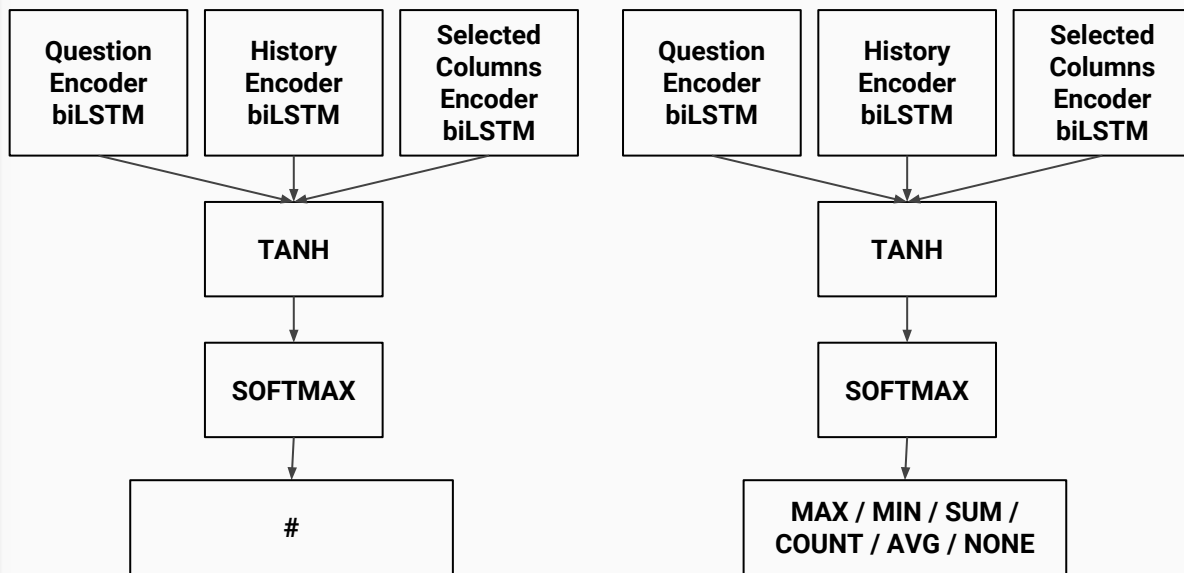 Question
Encoder
biLSTM
History
Encoder
biLSTM
Selected
Columns
Encoder
biLSTM
TANH
SOFTMAX
#
Question
Encoder
biLSTM
History
Encoder
biLSTM
Selected
Columns
Encoder
biLSTM
TANH
SOFTMAX
MAX / MIN / SUM /
COUNT / AVG / NONE